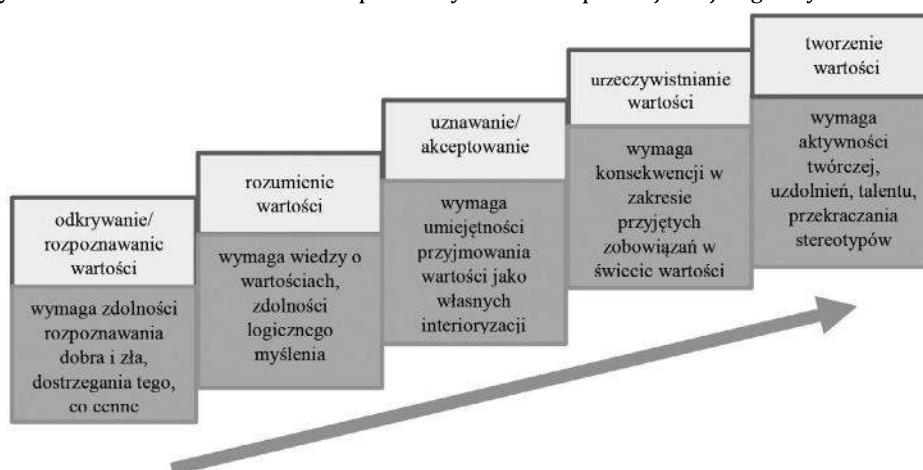 odkrywanie/
rozpoznawanie
wartości
wymaga zdolności
rozpoznawania
dobra i zła,
dostrzegania tego,
co cenne
rozumienie
wartości
wymaga wiedzy o
wartościach,
zdolności
logicznego
myślenia
uznawanie/
akceptowanie
wymaga
umiejętności
przyjmowania
wartości jako
własnych
interioryzacji
urzeczywistnianie
wartości
wymaga
konsekwencji w
zakresie
przyjętych
zobowiązań w
świecie wartości
tworzenie
wartości
wymaga
aktywności
twórczej,
uzdolnień, talentu,
przekraczania
stereotypów